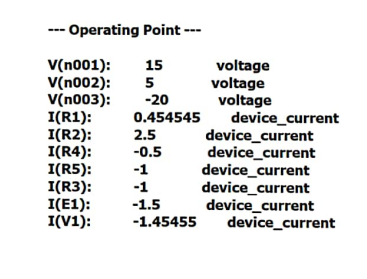 --- Operating Point ---
V(n001): 15 voltage
V(n002): 5 voltage
V(n003): -20 voltage
I(R1): 0.454545 device_current
I(R2): 2.5 device_current
I(R4): -0.5 device_current
I(R5): -1 device_current
I(R3): -1 device_current
I(E1): -1.5 device_current
I(V1): -1.45455 device_current